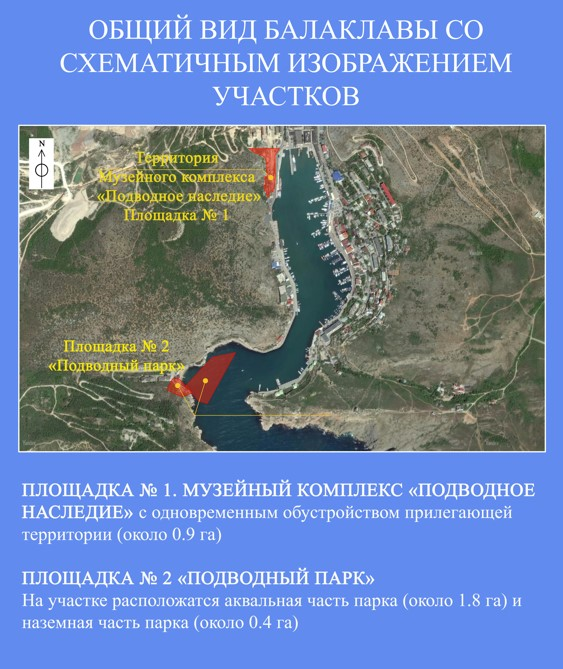 ОБЩИЙ ВИД БАЛАКЛАВЫ СО
СХЕМАТИЧНЫМ ИЗОБРАЖЕНИЕМ
УЧАСТКОВ
N
Территория
Музейного комплекса
«Подводное наследие»
Площадка № 1
Площадка № 2
«Подводный парк»
ПЛОЩАДКА № 1. МУЗЕЙНЫЙ КОМПЛЕКС «ПОДВОДНОЕ
НАСЛЕДИЕ» с одновременным обустройством прилегающей
территории (около 0.9 га)
ПЛОЩАДКА № 2 «ПОДВОДНЫЙ ПАРК»
На участке расположатся аквальная часть парка (около 1.8 га) и
наземная часть парка (около 0.4 га)